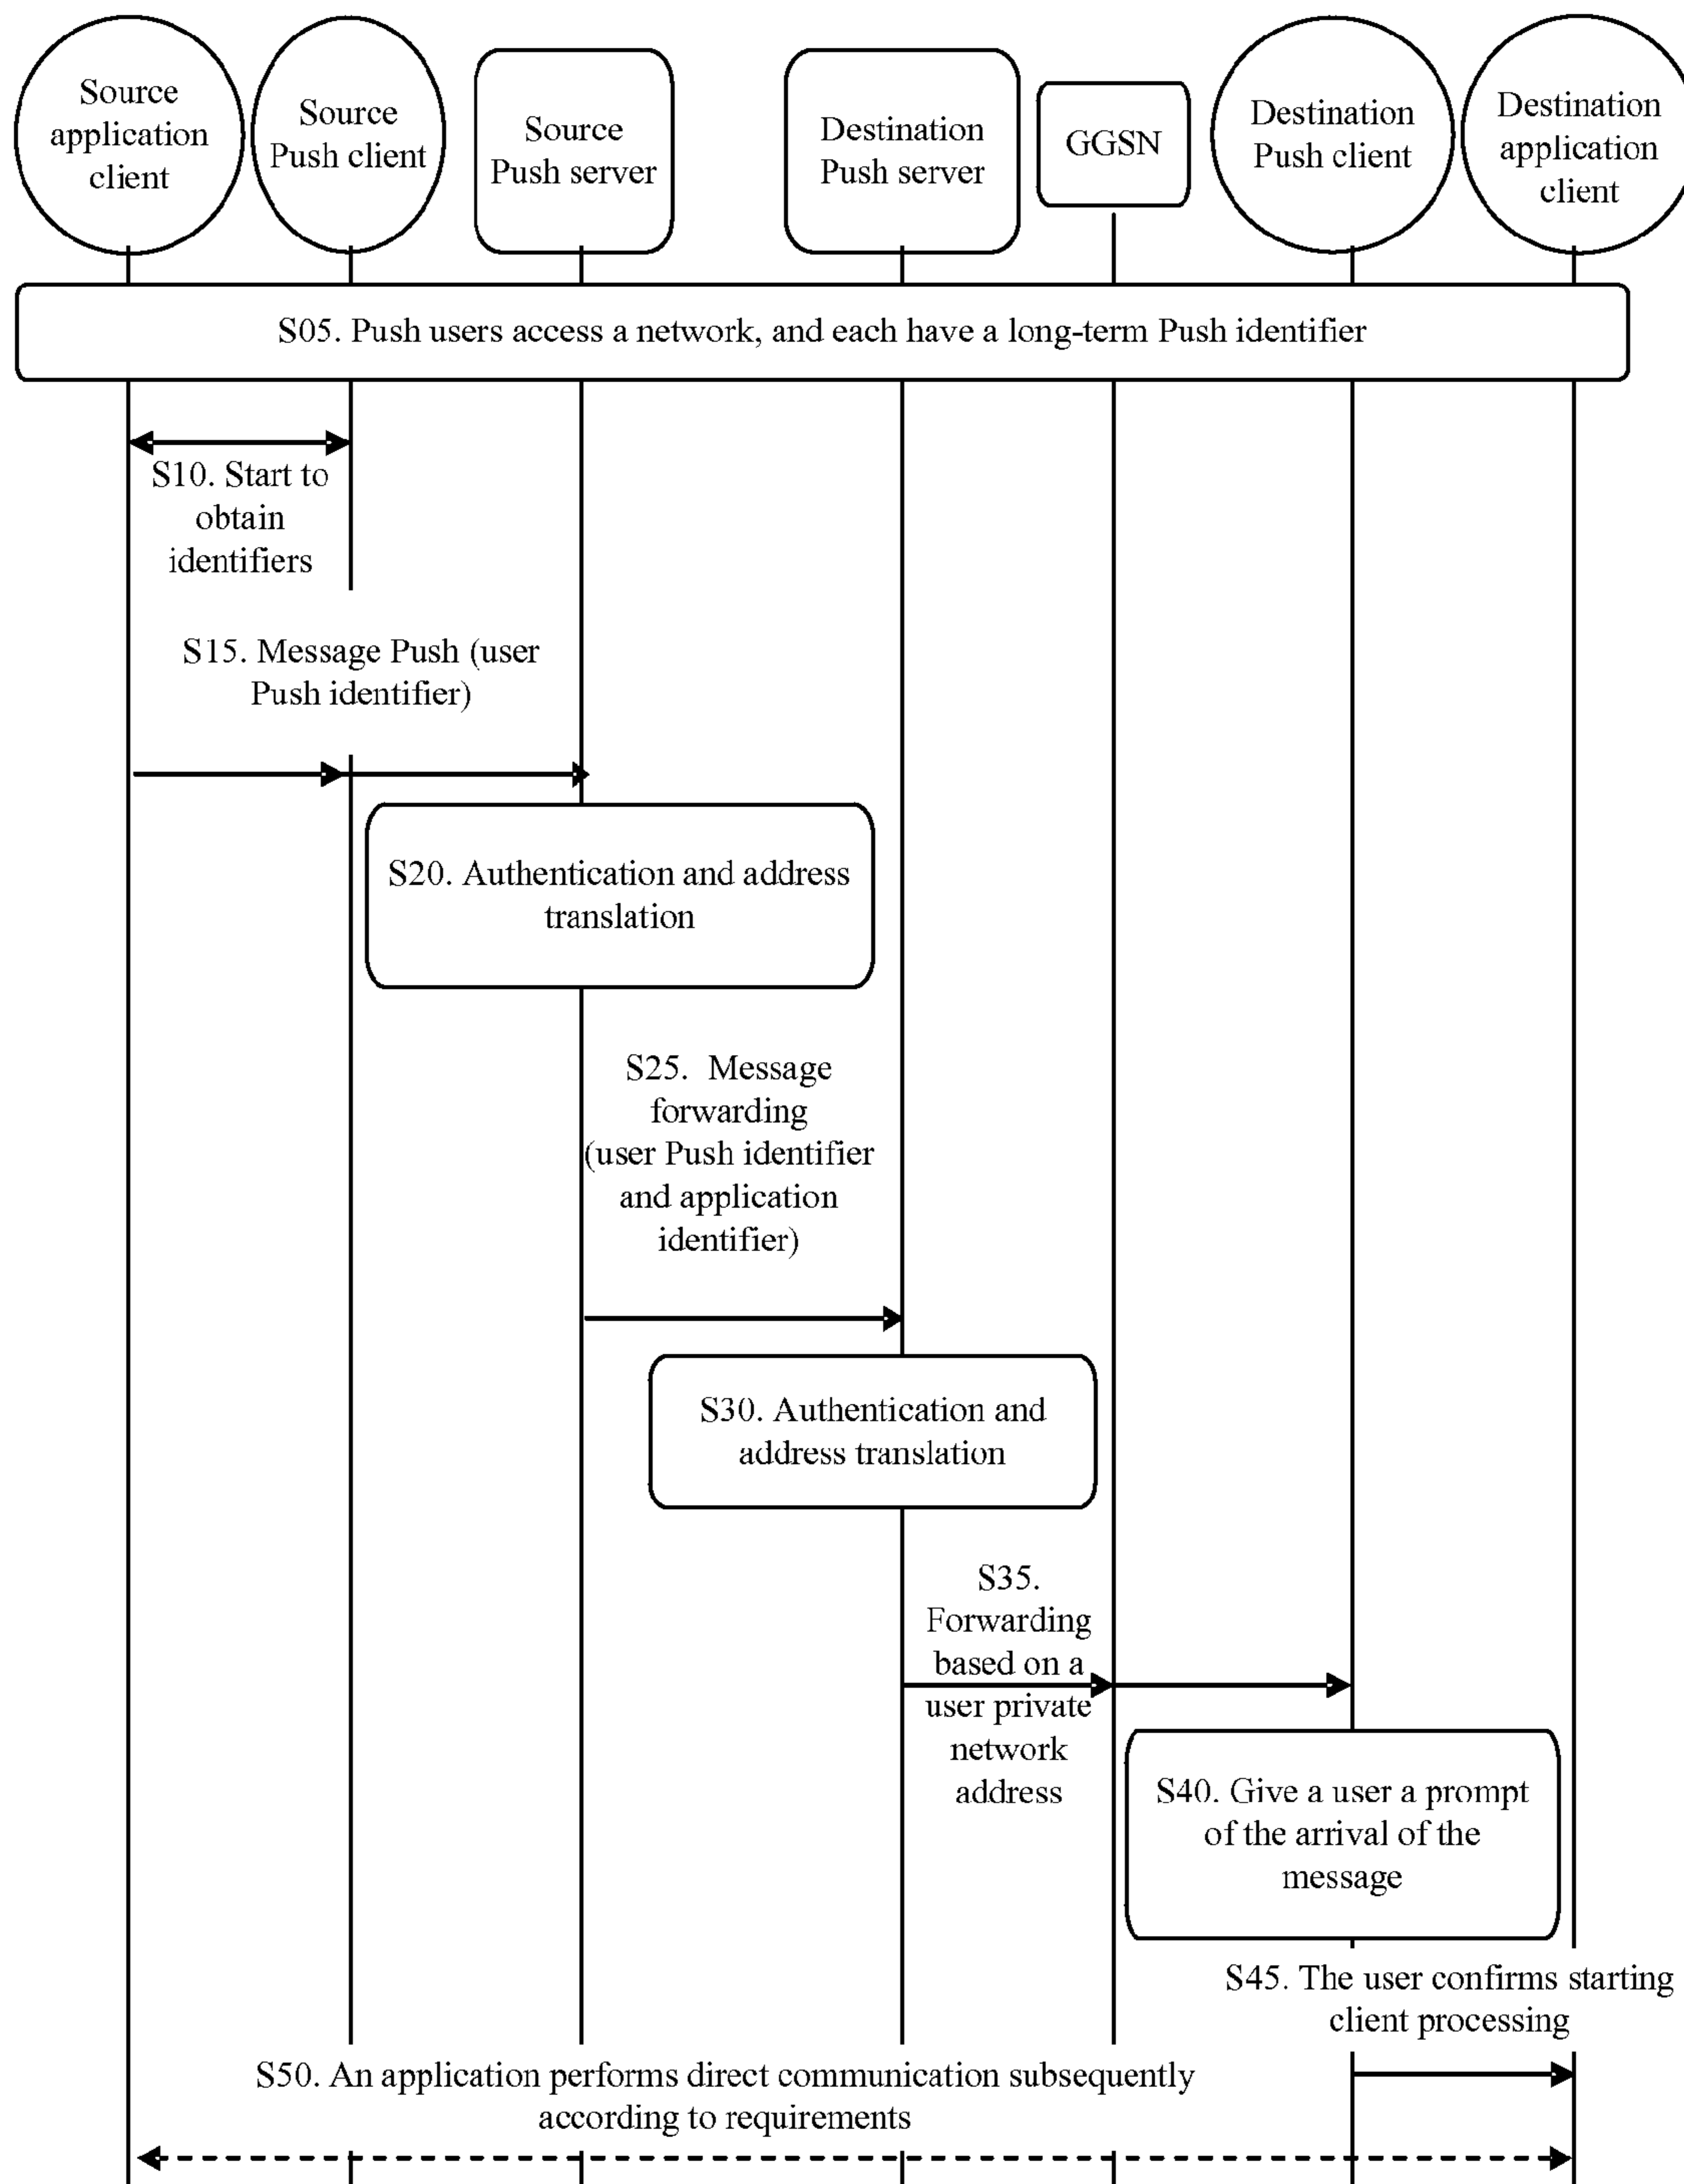 Source
application
client
Source
Push client
Source
Push server
Destination
Push server
GGSN
Destination
Push client
Destination
application
client
S05. Push users access a network, and each have a long-term Push identifier
S10. Start to
obtain
identifiers
S15. Message Push (user
Push identifier)
S20. Authentication and address
translation
S25. Message
forwarding
(user Push identifier
and application
identifier)
S30. Authentication and
address translation
S35.
Forwarding
based on a
user private
network
address
S40. Give a user a prompt
of the arrival of the
message
S45. The user confirms starting
client processing
S50. An application performs direct communication subsequently
according to requirements